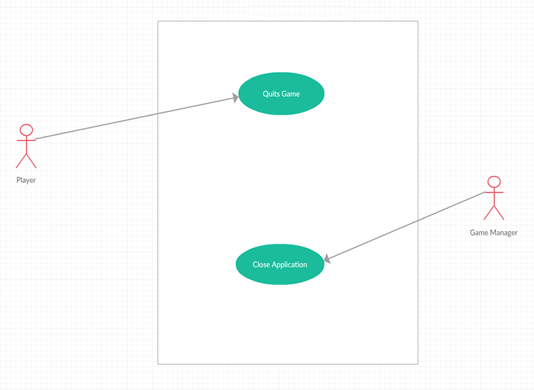 Quits Game
Player
Game Manager
Close Application